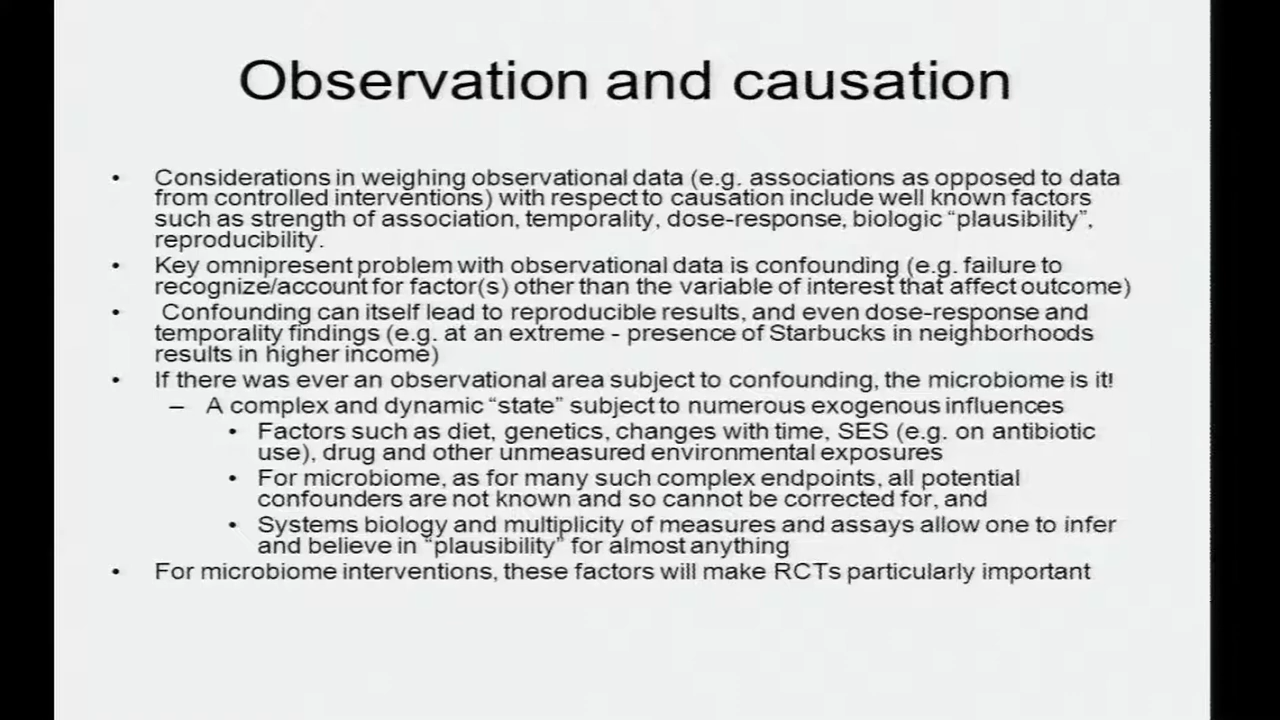 Observation and causation
• Considerations in weighing observational data (e.g. associations as opposed to data
from controlled interventions) with respect to causation include well known factors
such as strength of association, temporality, dose-response, biologic “plausibility”,
reproducibility.
• Key omnipresent problem with observational data is confounding (e.g. failure to
recognize/account for factor(s) other than the variable of interest that affect outcome)
• Confounding can itself lead to reproducible results, and even dose-response and
temporality findings (e.g. at an extreme - presence of Starbucks in neighborhoods
results in higher income)
• If there was ever an observational area subject to confounding, the microbiome is it!
– A complex and dynamic “state” subject to numerous exogenous influences
• Factors such as diet, genetics, changes with time, SES (e.g. on antibiotic
use), drug and other unmeasured environmental exposures
• For microbiome, as for many such complex endpoints, all potential
confounders are not known and so cannot be corrected for, and
• Systems biology and multiplicity of measures and assays allow one to infer
and believe in “plausibility” for almost anything
• For microbiome interventions, these factors will make RCTs particularly important